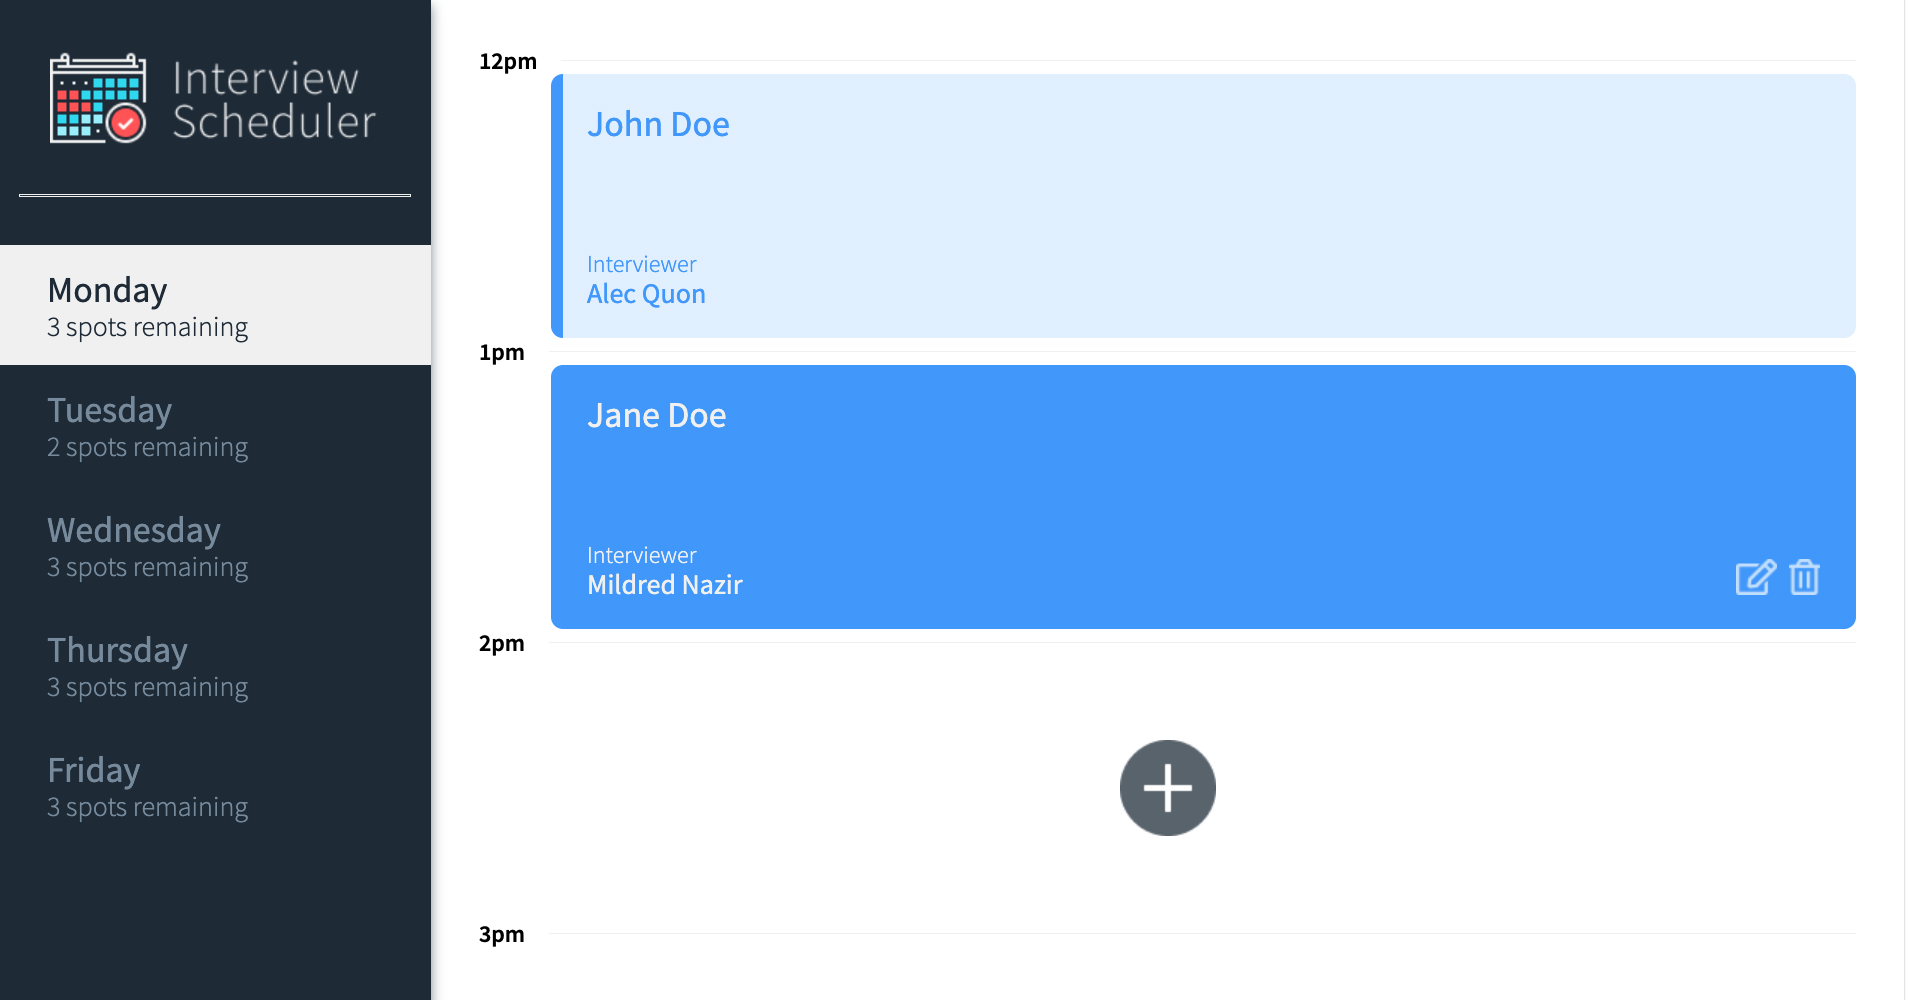 Interview
Scheduler
Monday
3 spots remaining
Tuesday
2 spots remaining
Wednesday
3 spots remaining
Thursday
3 spots remaining
Friday
3 spots remaining
12pm
John Doe
Interviewer
Alec Quon
1pm
Jane Doe
Interviewer
Mildred Nazir
2pm
3pm